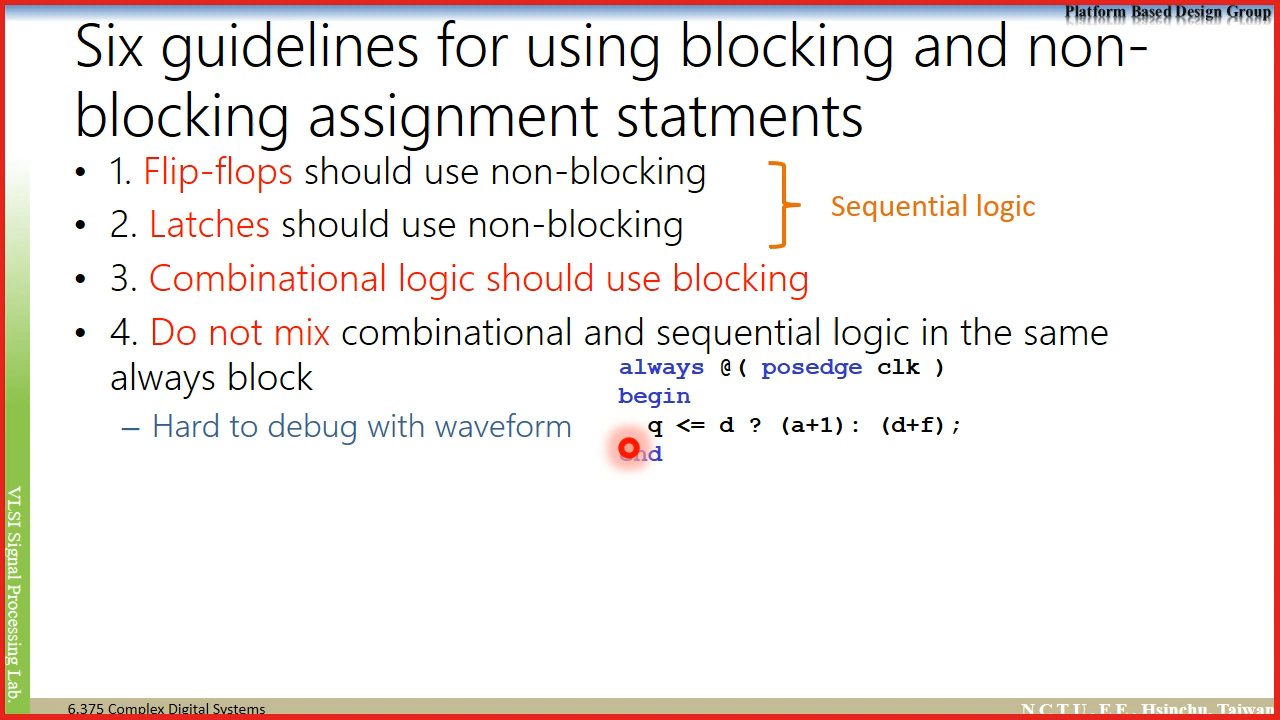 Platform Based Design Group
Six guidelines for using blocking and non-
blocking assignment statments
• 1. Flip-flops should use non-blocking
• 2. Latches should use non-blocking
Sequential logic
• 3. Combinational logic should use blocking
• 4. Do not mix combinational and sequential logic in the same
always block
– Hard to debug with waveform
always @( posedge clk )
begin
q <= d ? (a+1): (d+f);
end
VLSI Signal Processing Lab.
6.375 Complex Digital Systems
N C T U . E E , Hsinchu, Taiwan